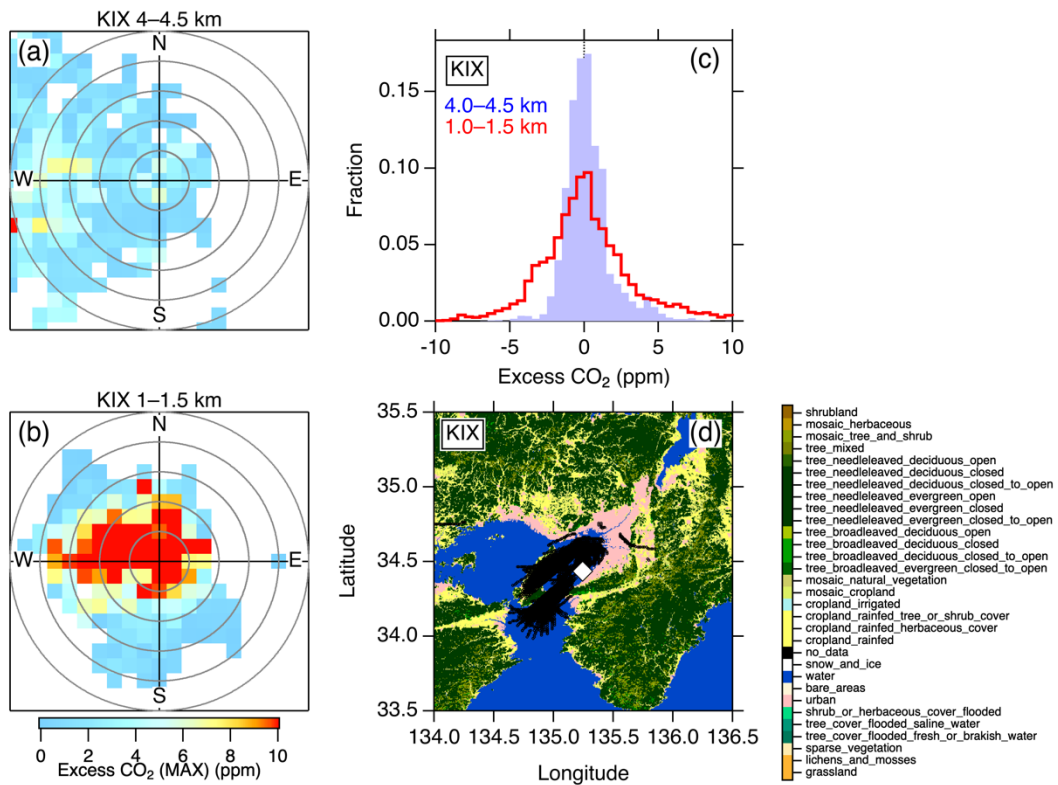 KIX 4–4.5 km
(a)
N
W
E
S
(c)
KIX
4.0–4.5 km
1.0–1.5 km
0.15
0.10
0.05
0.00
Fraction
-10
-5
0
5
10
Excess CO₂ (ppm)
KIX 1–1.5 km
(b)
N
W
E
S
0
2
4
6
8
10
Excess CO₂ (MAX) (ppm)
KIX
(d)
35.5
35.0
34.5
34.0
33.5
Latitude
134.0
134.5
135.0
135.5
136.0
136.5
Longitude
shrubland
mosaic_herbaceous
mosaic_tree_and_shrub
tree_mixed
tree_needleleaved_deciduous_open
tree_needleleaved_deciduous_closed
tree_needleleaved_deciduous_closed_to_open
tree_needleleaved_evergreen_open
tree_needleleaved_evergreen_closed
tree_needleleaved_evergreen_closed_to_open
tree_broadleaved_deciduous_open
tree_broadleaved_deciduous_closed
tree_broadleaved_deciduous_closed_to_open
tree_broadleaved_evergreen_closed_to_open
mosaic_natural_vegetation
mosaic_cropland
cropland_irrigated
cropland_rainfed_tree_or_shrub_cover
cropland_rainfed_herbaceous_cover
cropland_rainfed
no_data
snow_and_ice
water
bare_areas
urban
shrub_or_herbaceous_cover_flooded
tree_cover_flooded_saline_water
tree_cover_flooded_fresh_or_brakish_water
sparse_vegetation
lichens_and_mosses
grassland